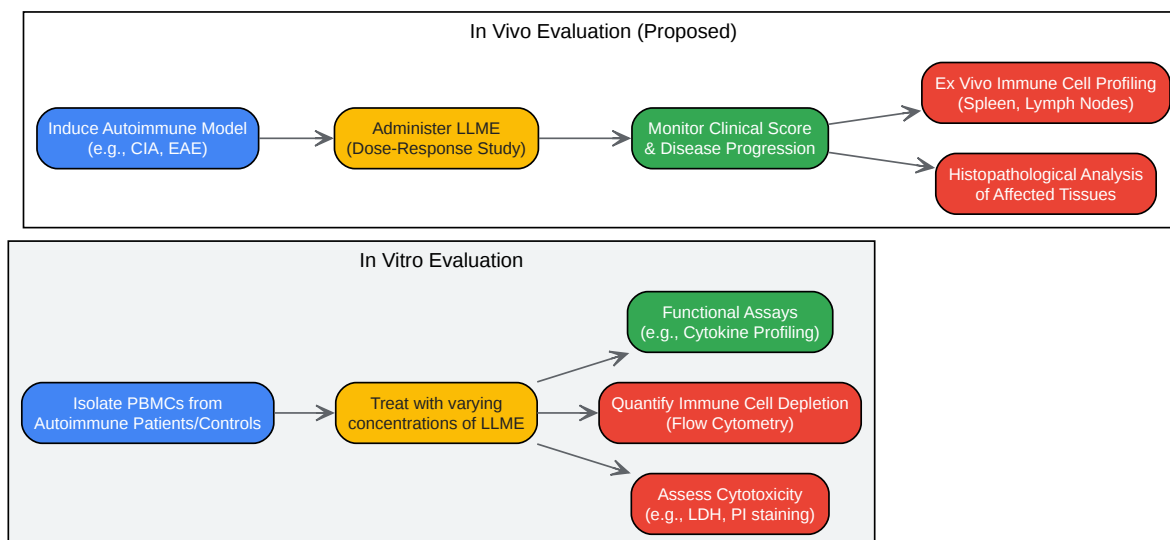 In Vivo Evaluation (Proposed)
Induce Autoimmune Model
(e.g., CIA, EAE)
Administer LLME
(Dose-Response Study)
Monitor Clinical Score
& Disease Progression
Ex Vivo Immune Cell Profiling
(Spleen, Lymph Nodes)
Histopathological Analysis
of Affected Tissues
In Vitro Evaluation
Isolate PBMCs from
Autoimmune Patients/Controls
Treat with varying
concentrations of LLME
Functional Assays
(e.g., Cytokine Profiling)
Quantify Immune Cell Depletion
(Flow Cytometry)
Assess Cytotoxicity
(e.g., LDH, PI staining)